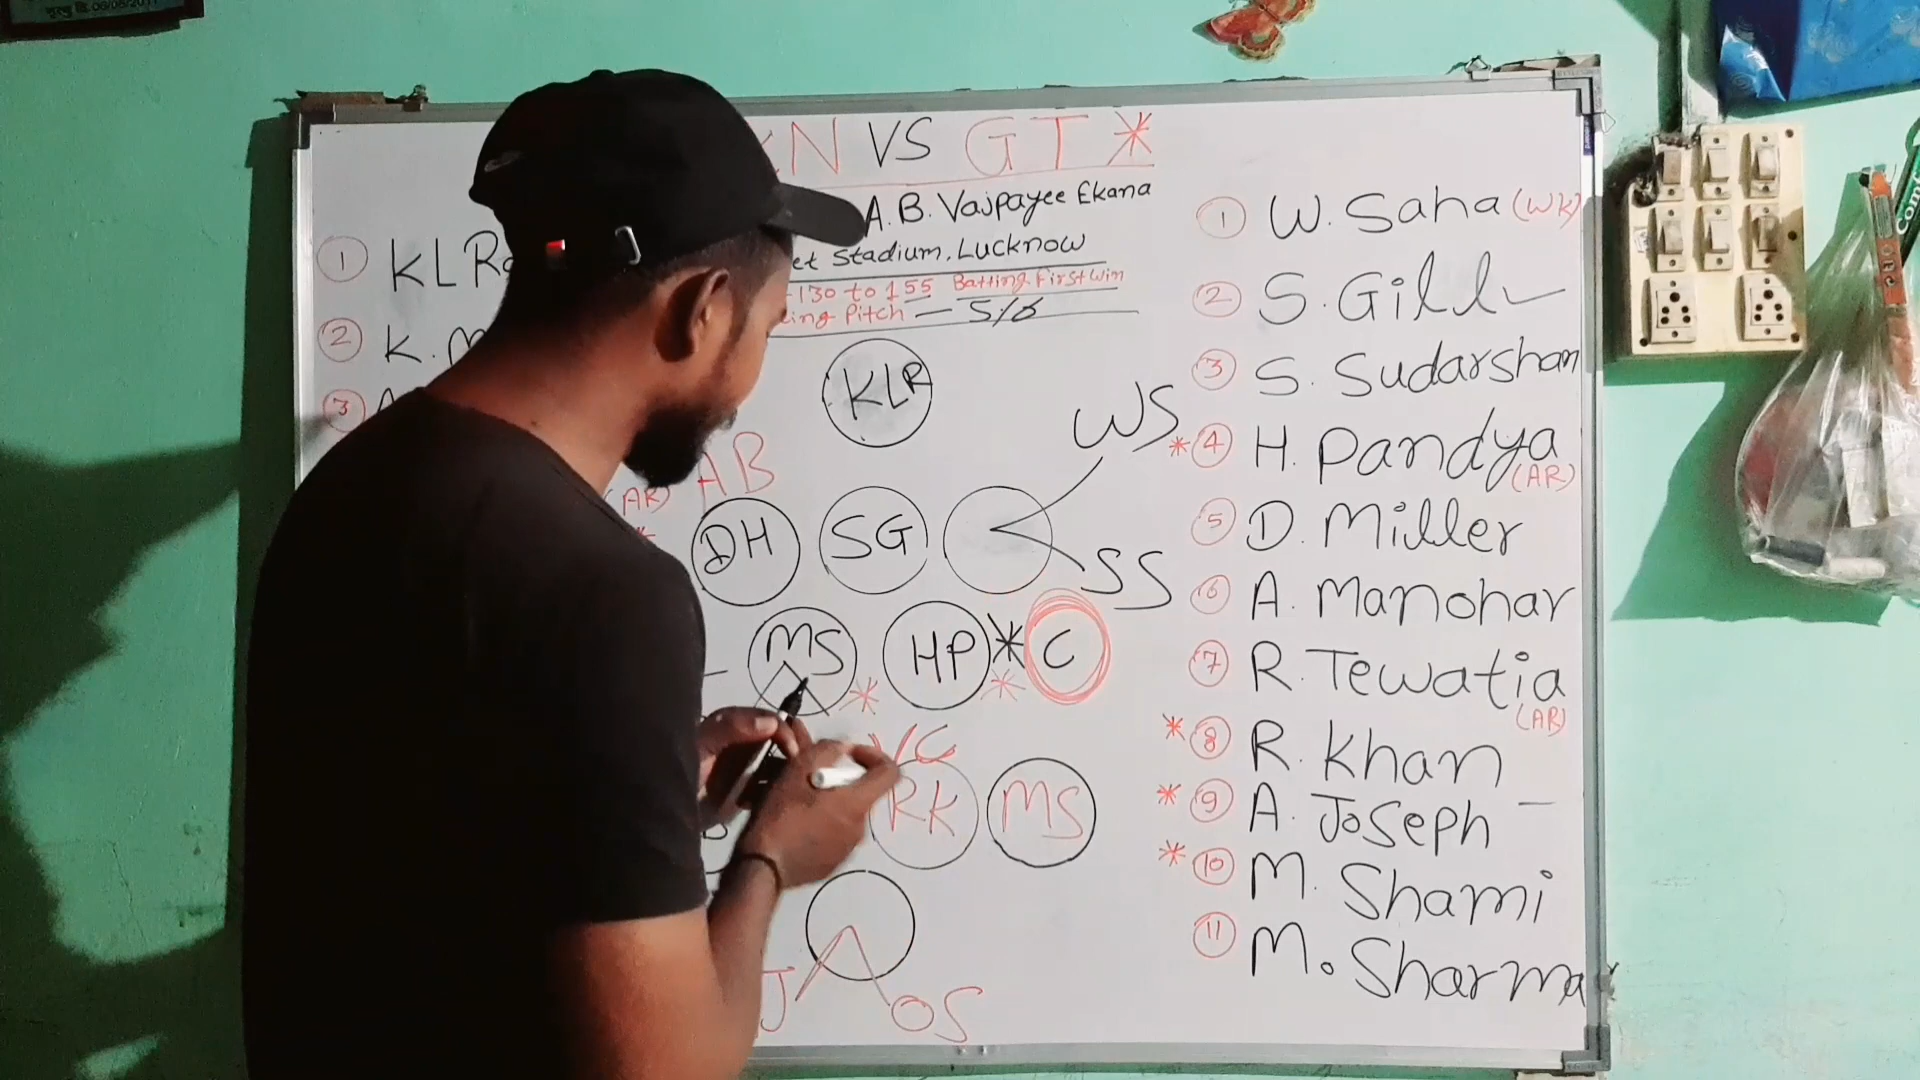 N VS GT *
A.B. Vajpayee Ekana
et Stadium, Lucknow
-130 to 155 Batting First win
ing Pitch — 5/6
1 KL R
2 K.
3
(AR)
KLR
AB
WS
DH SG
SS
MS HP * C
VC
RK MS
J OS
1 W. Saha (WK)
2 S. Gill
3 S. Sudarshan
* 4 H. Pandya
(AR)
5 D. Miller
6 A. Manohar
7 R. Tewatia
(AR)
* 8 R. Khan
* 9 A. Joseph
* 10 M. Shami
11 M. Sharma